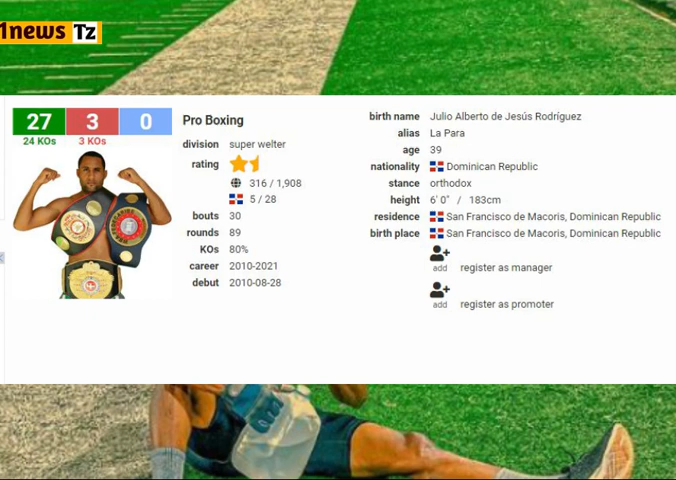 1news Tz
27 3 0
24 KOs 3 KOs
Pro Boxing
division super welter
rating
316 / 1,908
5 / 28
bouts 30
rounds 89
KOs 80%
career 2010-2021
debut 2010-08-28
birth name Julio Alberto de Jesús Rodríguez
alias La Para
age 39
nationality Dominican Republic
stance orthodox
height 6′ 0″ / 183cm
residence San Francisco de Macoris, Dominican Republic
birth place San Francisco de Macoris, Dominican Republic
add register as manager
add register as promoter